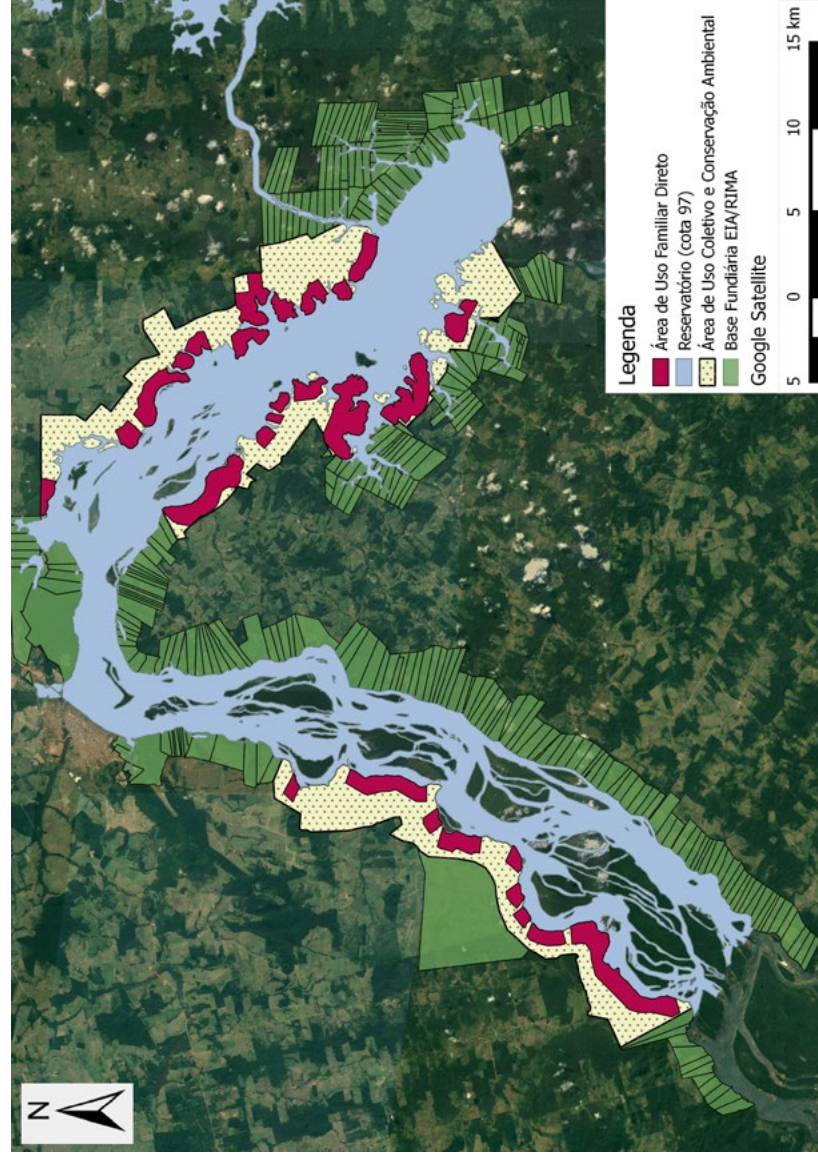 N
Legenda
Área de Uso Familiar Direto
Reservatório (cota 97)
Área de Uso Coletivo e Conservação Ambiental
Base Fundiária EIA/RIMA
Google Satellite
5 0 5 10 15 km